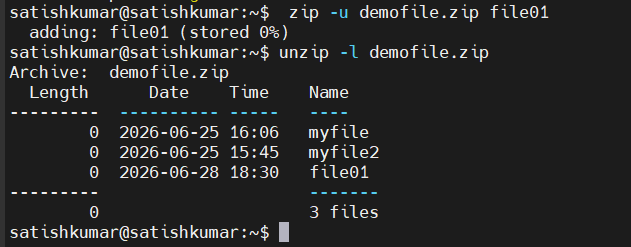 satishkumar@satishkumar:~$  zip -u demofile.zip file01
  adding: file01 (stored 0%)
satishkumar@satishkumar:~$ unzip -l demofile.zip
Archive:  demofile.zip
  Length      Date    Time    Name
---------  ---------- -----   ----
        0  2026-06-25 16:06   myfile
        0  2026-06-25 15:45   myfile2
        0  2026-06-28 18:30   file01
---------                     -------
        0                     3 files
satishkumar@satishkumar:~$